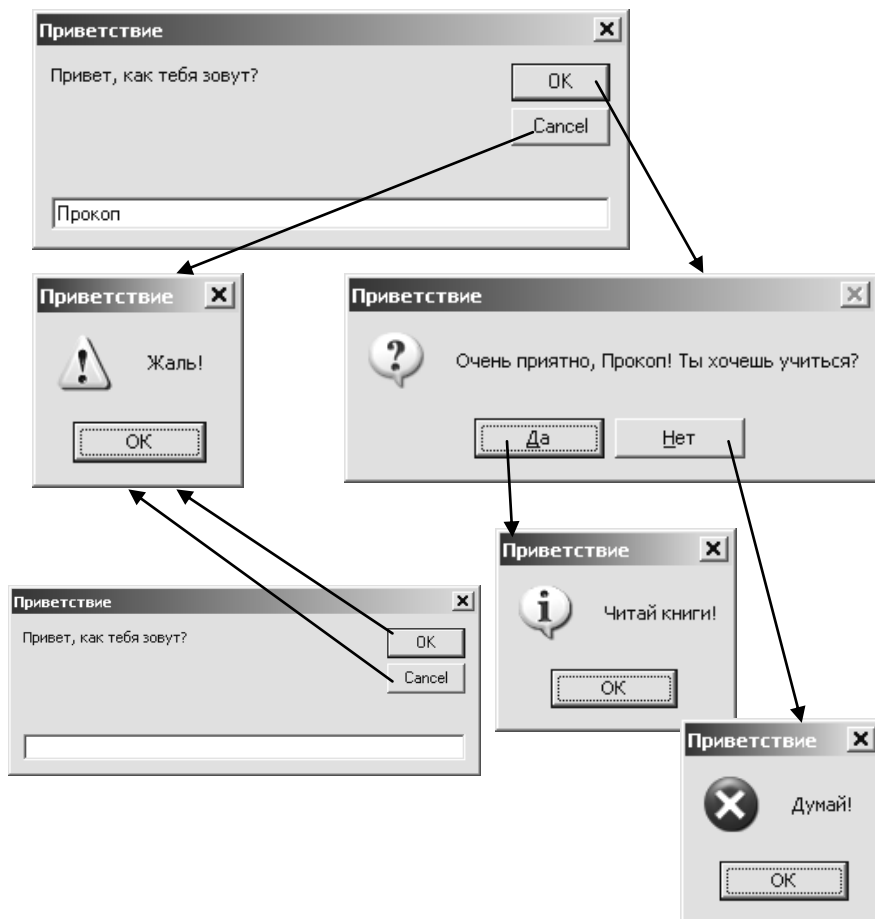 Приветствие
Привет, как тебя зовут?
OK
Cancel
Прокоп
Приветствие
Жаль!
OK
Приветствие
Очень приятно, Прокоп! Ты хочешь учиться?
Да
Нет
Приветствие
Читай книги!
OK
Приветствие
Привет, как тебя зовут?
OK
Cancel
Приветствие
Думай!
OK